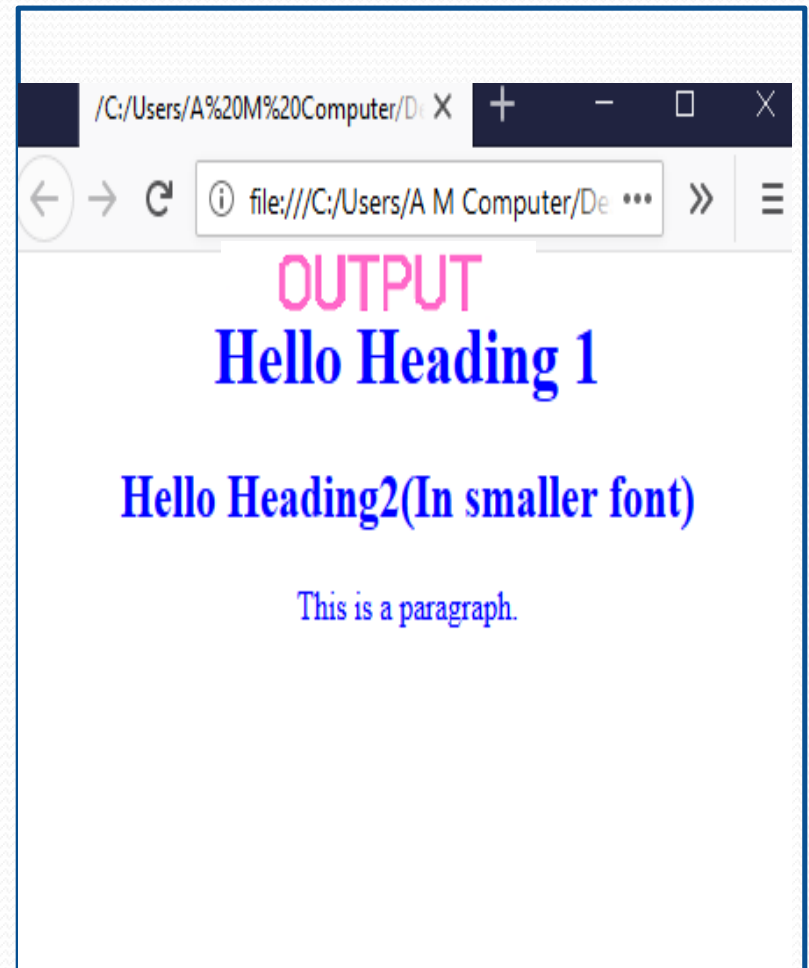 /C:/Users/A%20M%20Computer/De
file:///C:/Users/A M Computer/De
OUTPUT
Hello Heading 1
Hello Heading2(In smaller font)
This is a paragraph.